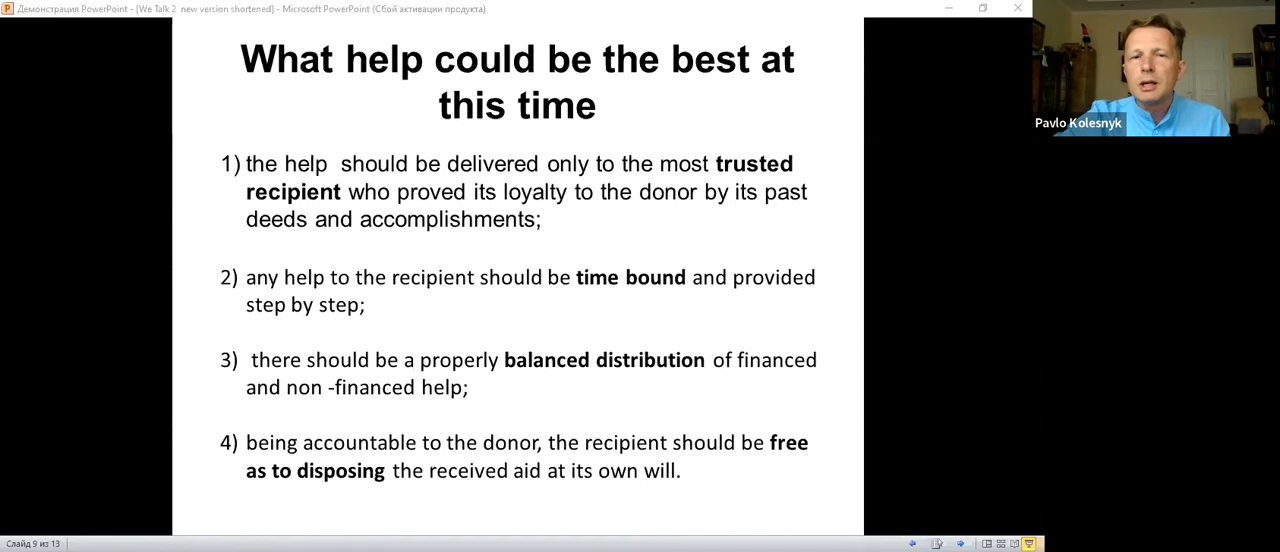 Демонстрация PowerPoint - [We Talk 2  new version shortened] - Microsoft PowerPoint (Сбой активации продукта)
What help could be the best at
this time
1) the help  should be delivered only to the most trusted
recipient who proved its loyalty to the donor by its past
deeds and accomplishments;
2) any help to the recipient should be time bound and provided
step by step;
3)  there should be a properly balanced distribution of financed
and non -financed help;
4) being accountable to the donor, the recipient should be free
as to disposing the received aid at its own will.
Pavlo Kolesnyk
Слайд 9 из 13